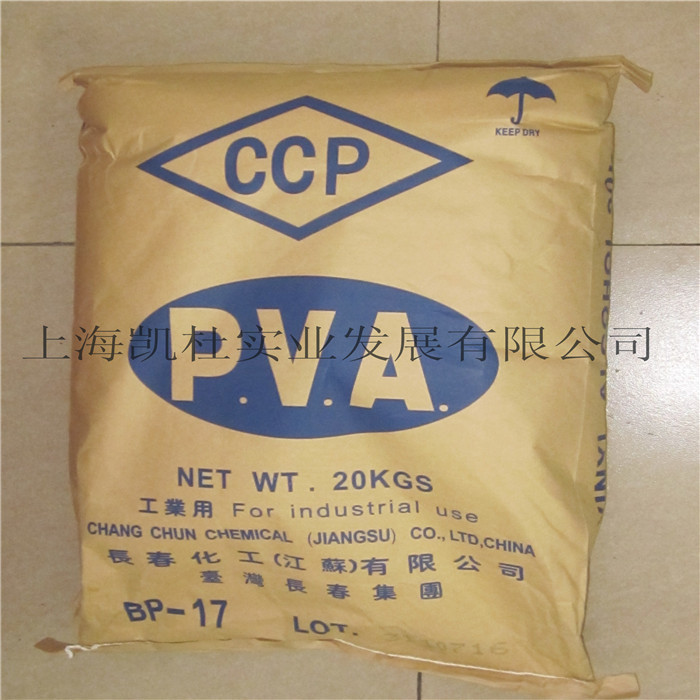 KEEP DRY
CCP
上海凯杜实业发展有限公司
P.V.A.
NET WT. 20KGS
工業用 For industrial use
CHANG CHUN CHEMICAL (JIANGSU) CO., LTD,CHINA
長春化工(江蘇)有限公司
臺灣長春集團
BP-17 LOT.